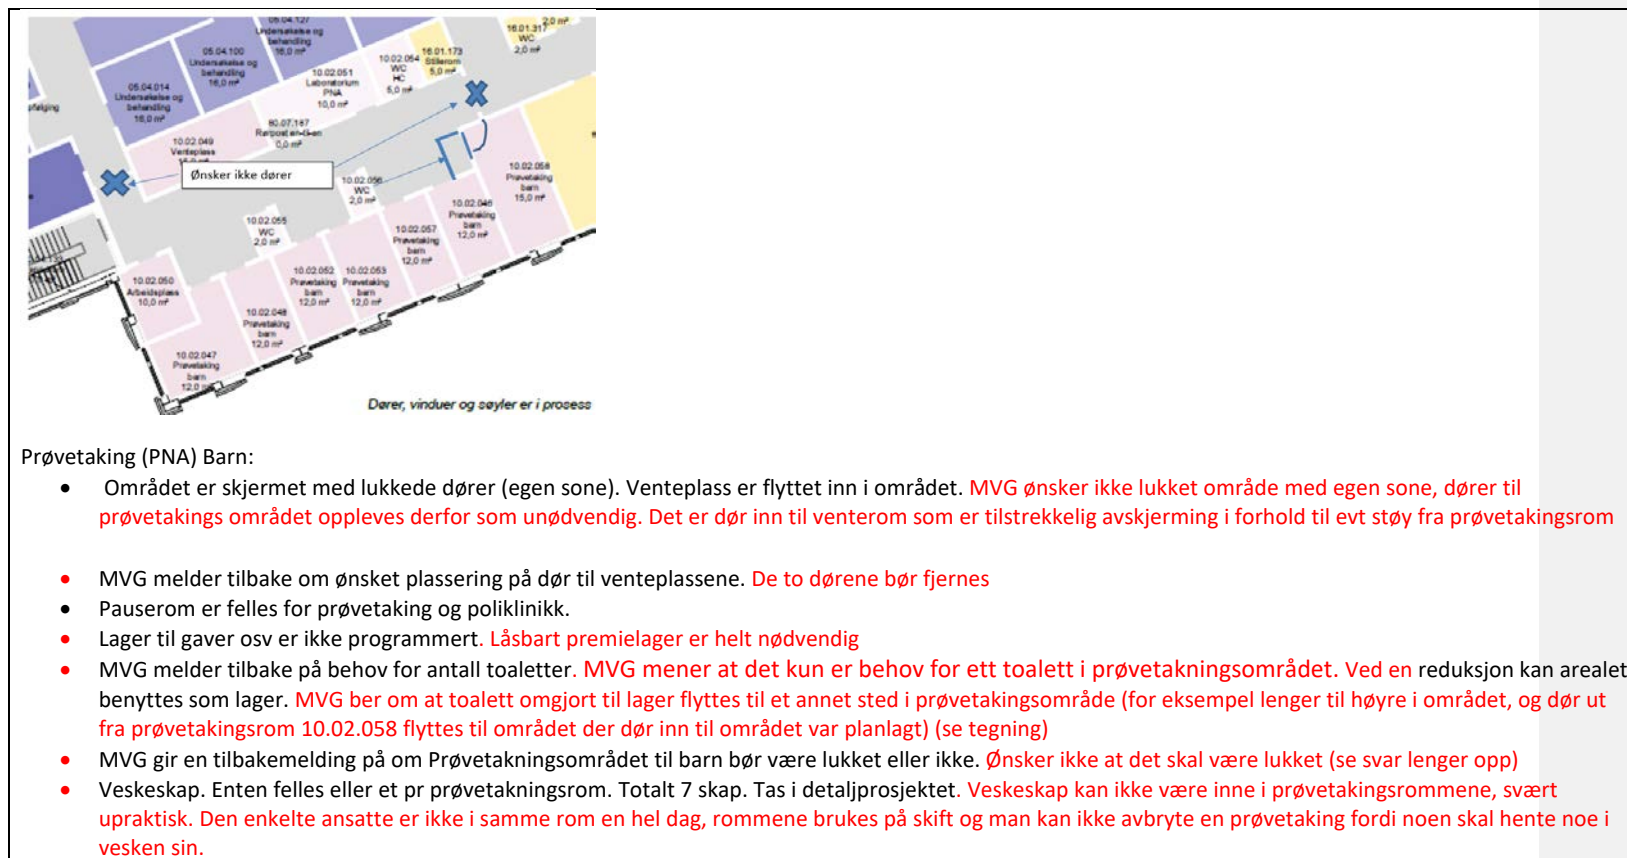 05.04.127
Undersøkelse og
behandling
16,0 m²
2,0 m²
16.01.317
WC
2,0 m²
05.04.100
Undersøkelse og
behandling
16,0 m²
10.02.054
WC
HC
5,0 m²
16.01.173
Stillerom
5,0 m²
10.02.051
Laboratorium
PNA
10,0 m²
05.04.014
Undersøkelse og
behandling
16,0 m²
60.07.167
Rørpost en-til-en
0,0 m²
10.02.049
Venteplass
Ønsker ikke dører
10.02.056
WC
2,0 m²
10.02.058
Prøvetaking
barn
15,0 m²
10.02.046
Prøvetaking
barn
12,0 m²
10.02.055
WC
2,0 m²
10.02.057
Prøvetaking
barn
12,0 m²
10.02.052
Prøvetaking
barn
12,0 m²
10.02.053
Prøvetaking
barn
12,0 m²
10.02.050
Arbeidsplass
10,0 m²
10.02.048
Prøvetaking
barn
12,0 m²
10.02.047
Prøvetaking
barn
12,0 m²
Dører, vinduer og søyler er i prosess
Prøvetaking (PNA) Barn:
• Området er skjermet med lukkede dører (egen sone). Venteplass er flyttet inn i området. MVG ønsker ikke lukket område med egen sone, dører til
prøvetakings området oppleves derfor som unødvendig. Det er dør inn til venterom som er tilstrekkelig avskjerming i forhold til evt støy fra prøvetakingsrom
• MVG melder tilbake om ønsket plassering på dør til venteplassene. De to dørene bør fjernes
• Pauserom er felles for prøvetaking og poliklinikk.
• Lager til gaver osv er ikke programmert. Låsbart premielager er helt nødvendig
• MVG melder tilbake på behov for antall toaletter. MVG mener at det kun er behov for ett toalett i prøvetakningsområdet. Ved en reduksjon kan arealet
benyttes som lager. MVG ber om at toalett omgjort til lager flyttes til et annet sted i prøvetakingsområde (for eksempel lenger til høyre i området, og dør ut
fra prøvetakingsrom 10.02.058 flyttes til området der dør inn til området var planlagt) (se tegning)
• MVG gir en tilbakemelding på om Prøvetakningsområdet til barn bør være lukket eller ikke. Ønsker ikke at det skal være lukket (se svar lenger opp)
• Veskeskap. Enten felles eller et pr prøvetakningsrom. Totalt 7 skap. Tas i detaljprosjektet. Veskeskap kan ikke være inne i prøvetakingsrommene, svært
upraktisk. Den enkelte ansatte er ikke i samme rom en hel dag, rommene brukes på skift og man kan ikke avbryte en prøvetaking fordi noen skal hente noe i
vesken sin.